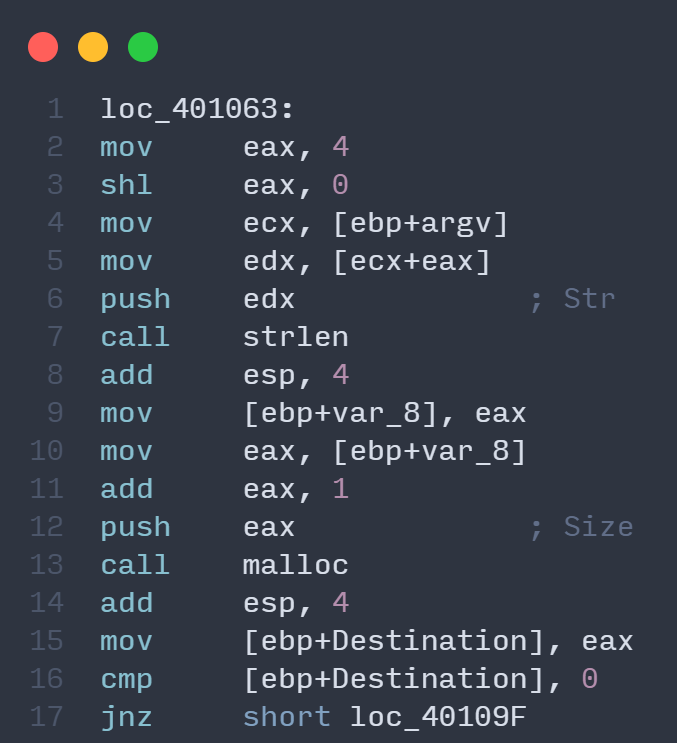 1 loc_401063:
2 mov eax, 4
3 shl eax, 0
4 mov ecx, [ebp+argv]
5 mov edx, [ecx+eax]
6 push edx ; Str
7 call strlen
8 add esp, 4
9 mov [ebp+var_8], eax
10 mov eax, [ebp+var_8]
11 add eax, 1
12 push eax ; Size
13 call malloc
14 add esp, 4
15 mov [ebp+Destination], eax
16 cmp [ebp+Destination], 0
17 jnz short loc_40109F